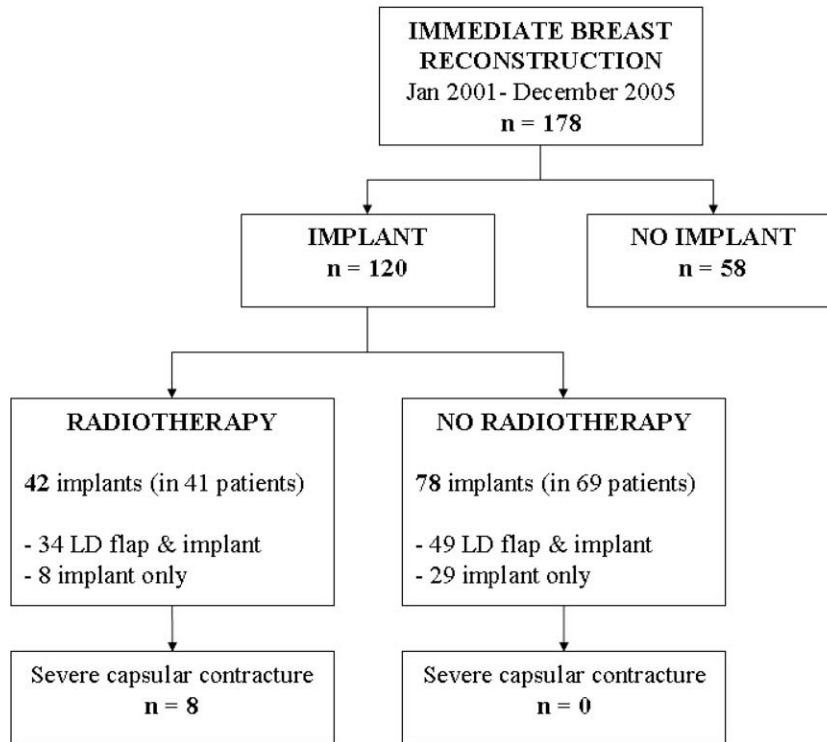 IMMEDIATE BREAST
RECONSTRUCTION
Jan 2001- December 2005
n = 178
IMPLANT
n = 120
NO IMPLANT
n = 58
RADIOTHERAPY
42 implants (in 41 patients)
- 34 LD flap & implant
- 8 implant only
NO RADIOTHERAPY
78 implants (in 69 patients)
- 49 LD flap & implant
- 29 implant only
Severe capsular contracture
n = 8
Severe capsular contracture
n = 0